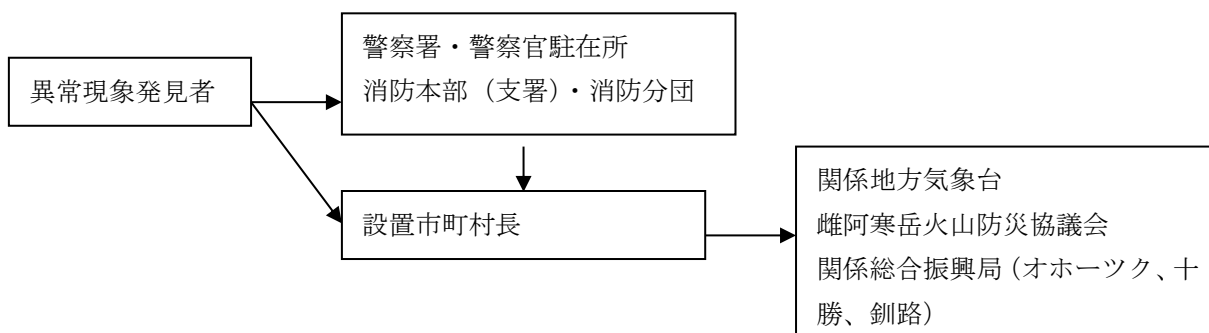 警察署・警察官駐在所
消防本部（支署）・消防分団
異常現象発見者
設置市町村長
関係地方気象台
雌阿寒岳火山防災協議会
関係総合振興局（オホーツク、十
勝、釧路）